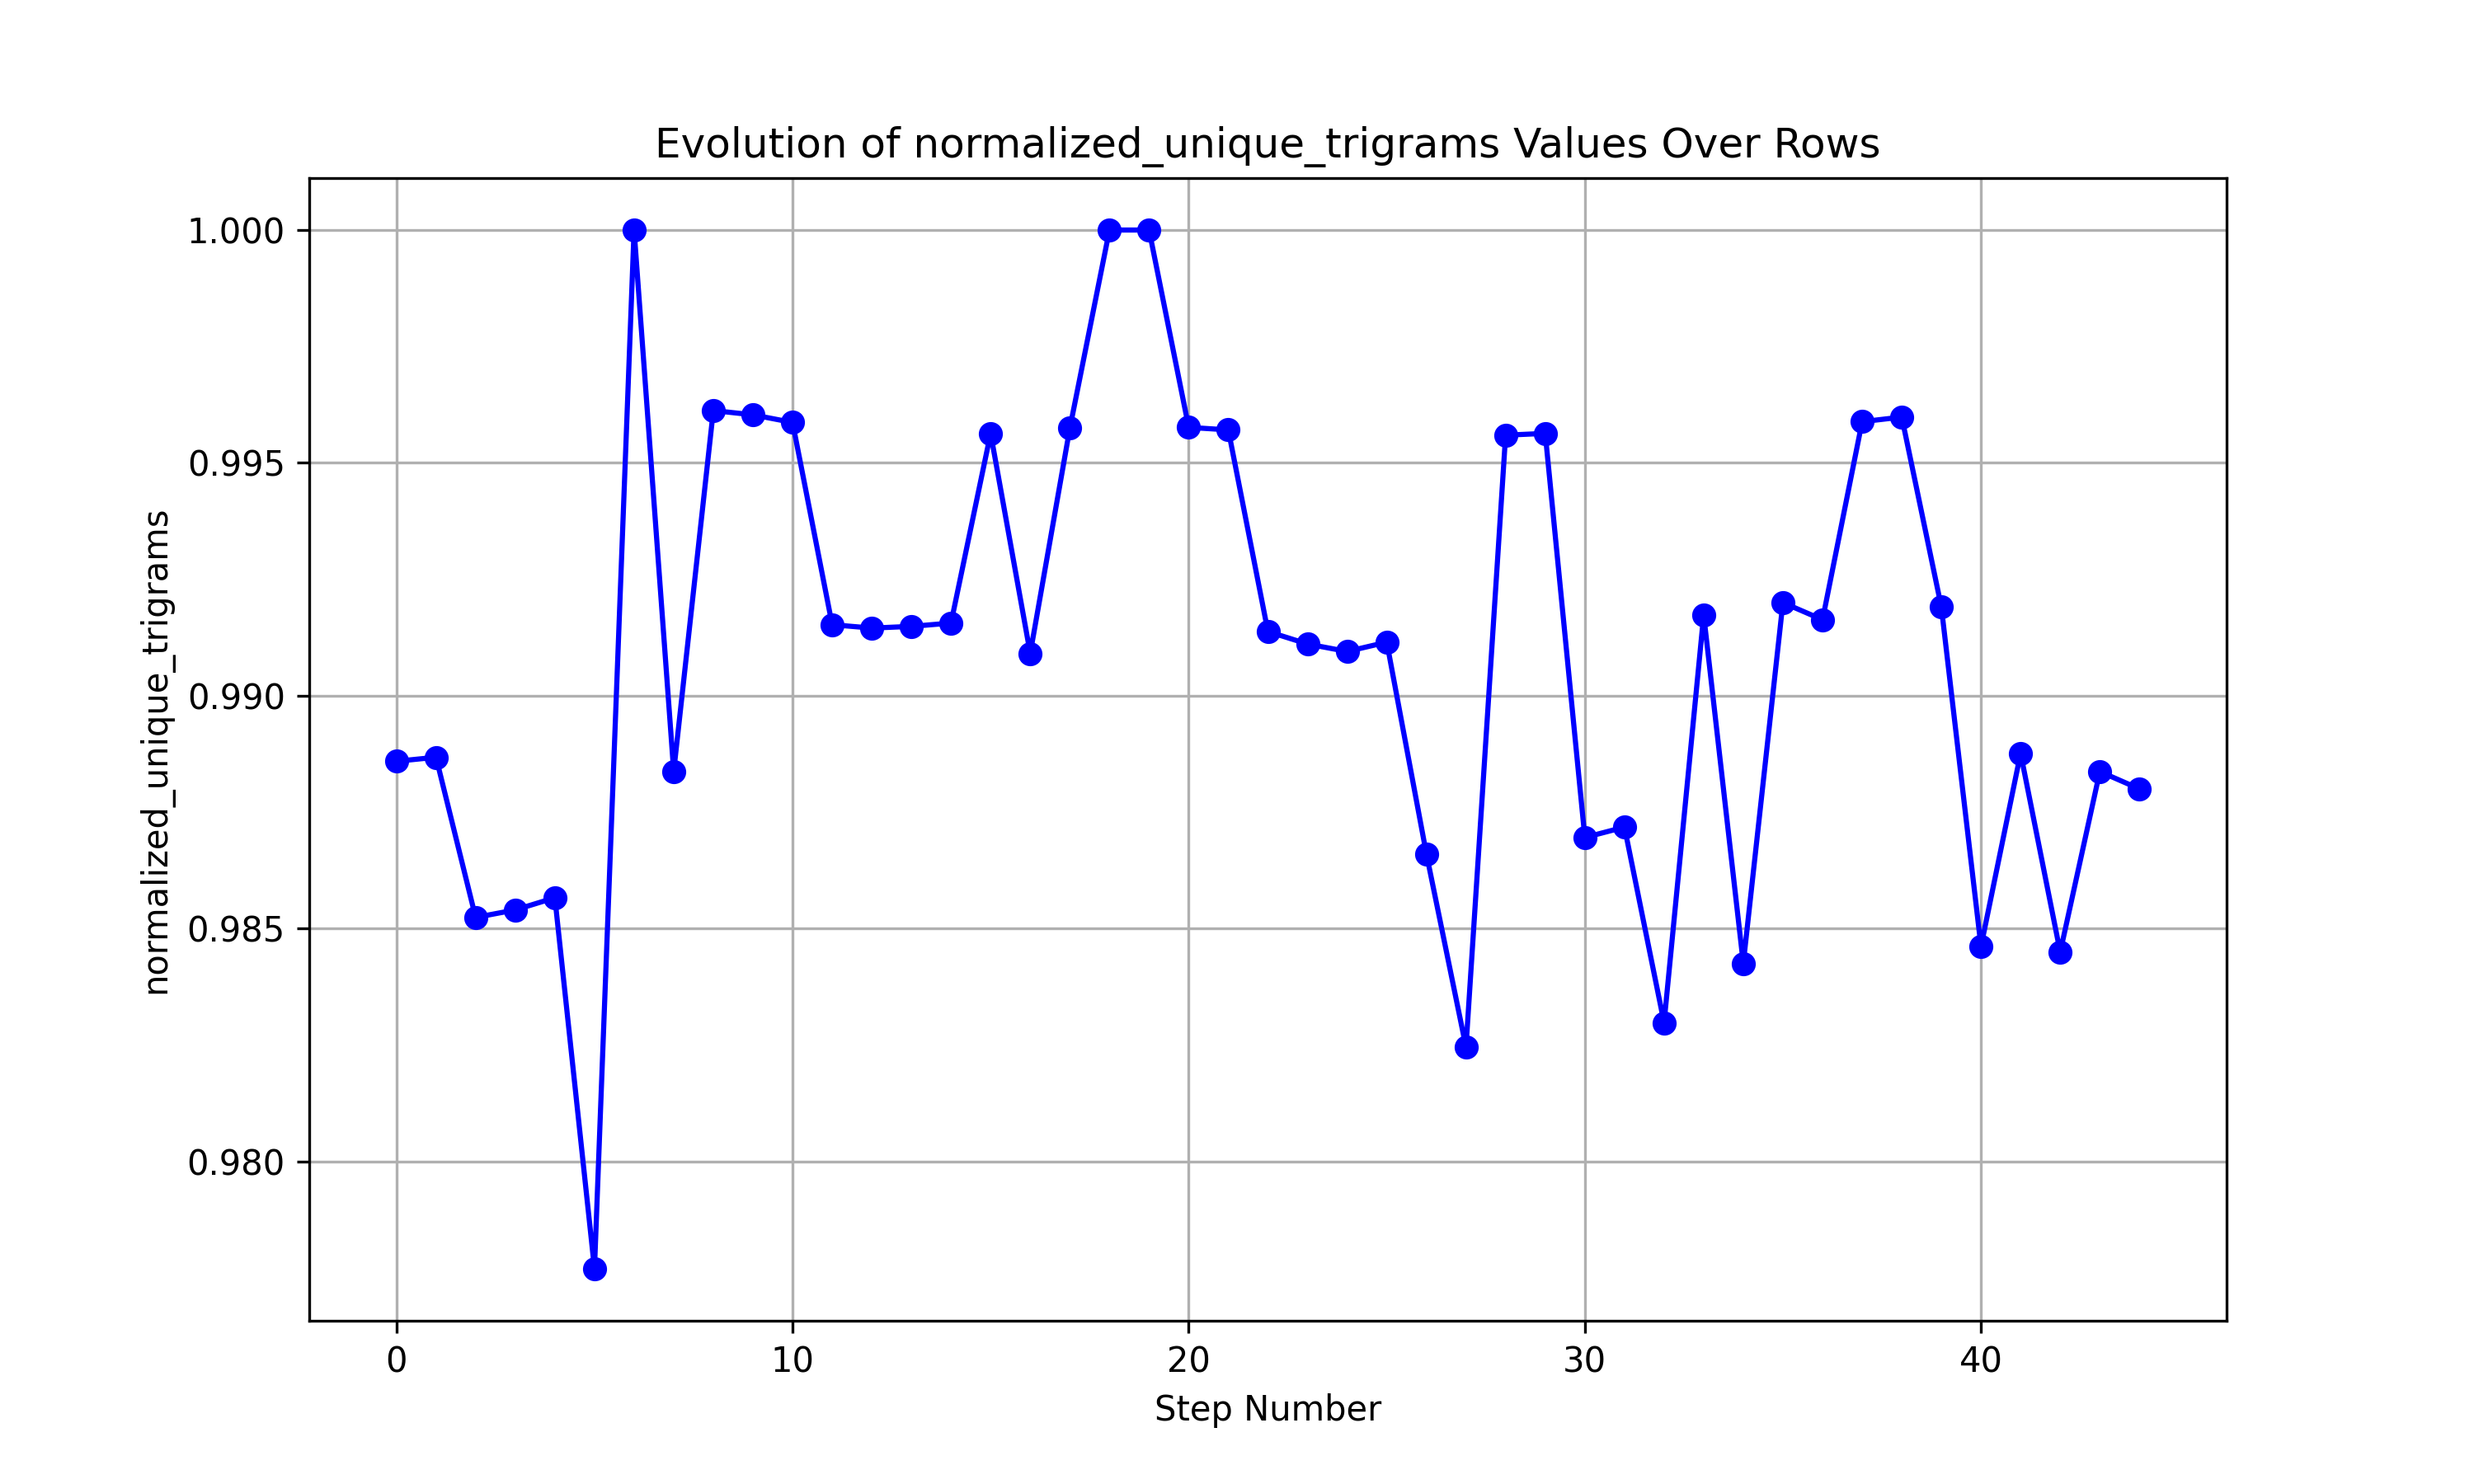 Evolution of normalized_unique_trigrams Values Over Rows
1.000
0.995
0.990
0.985
0.980
normalized_unique_trigrams
0 10 20 30 40
Step Number